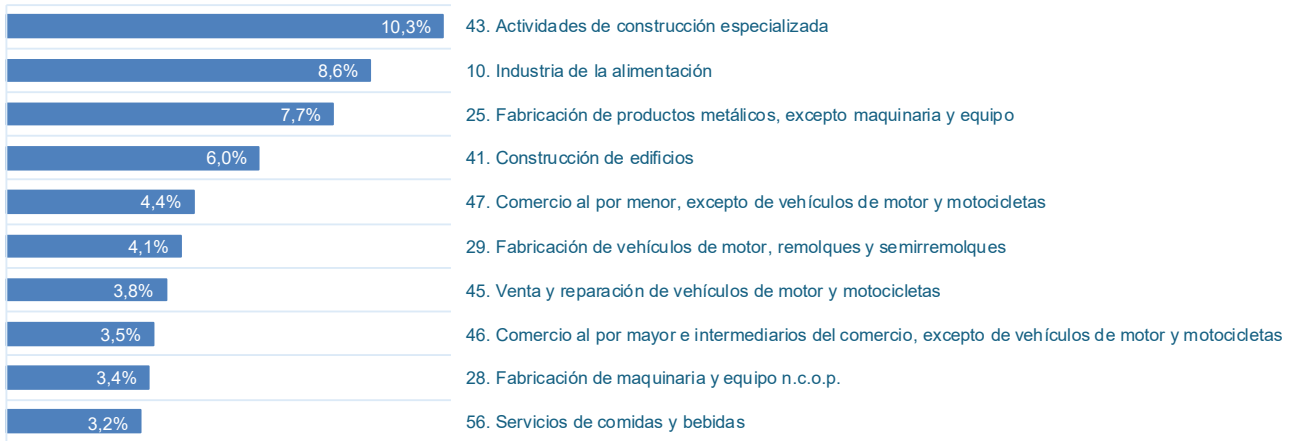 10,3% 43. Actividades de construcción especializada
8,6% 10. Industria de la alimentación
7,7% 25. Fabricación de productos metálicos, excepto maquinaria y equipo
6,0% 41. Construcción de edificios
4,4% 47. Comercio al por menor, excepto de vehículos de motor y motocicletas
4,1% 29. Fabricación de vehículos de motor, remolques y semirremolques
3,8% 45. Venta y reparación de vehículos de motor y motocicletas
3,5% 46. Comercio al por mayor e intermediarios del comercio, excepto de vehículos de motor y motocicletas
3,4% 28. Fabricación de maquinaria y equipo n.c.o.p.
3,2% 56. Servicios de comidas y bebidas